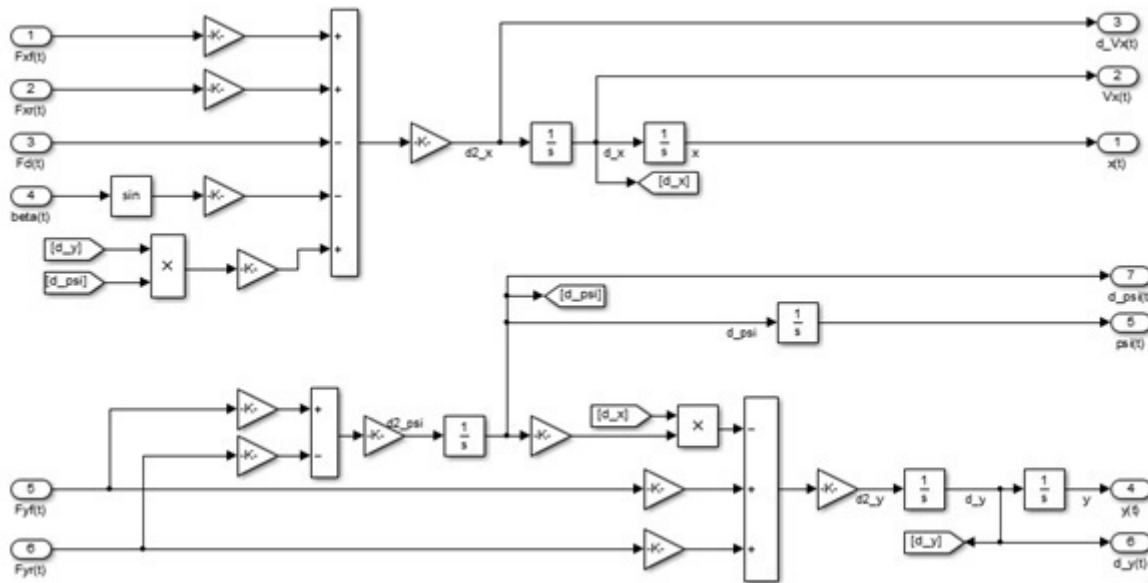 1
Fxf(t)
-K-
+
3
d_Vx(t)
2
Fxr(t)
-K-
+
2
Vx(t)
3
Fd(t)
−
-K-
d2_x
1
s
d_x
1
s
x
1
x(t)
[d_x]
4
beta(t)
sin
-K-
−
[d_y]
[d_psi]
×
-K-
+
7
d_psi(t)
[d_psi]
d_psi
1
s
5
psi(t)
-K-
+
-K-
−
-K-
d2_psi
1
s
-K-
[d_x]
×
−
5
Fyf(t)
-K-
+
-K-
d2_y
1
s
d_y
1
s
y
4
y(t)
6
Fyr(t)
-K-
+
[d_y]
6
d_y(t)